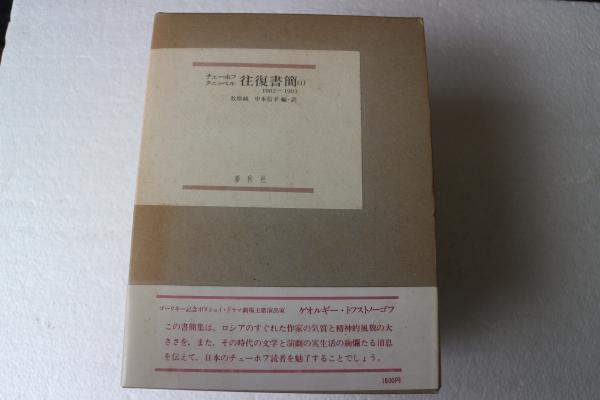 チェーホフ
クニッペル 往復書簡(1)
1902〜1903
牧原純 中本信幸 編・訳
麥秋社
ゴーリキー記念ボリショイ・ドラマ劇場主席演出家 ゲオルギー・トフストノーゴフ
この書簡集は、ロシアのすぐれた作家の気質と精神的風貌の大
きさを、また、その時代の文学と演劇の実生活の絢爛たる消息
を伝えて、日本のチェーホフ読者を魅了することでしょう。
1800円